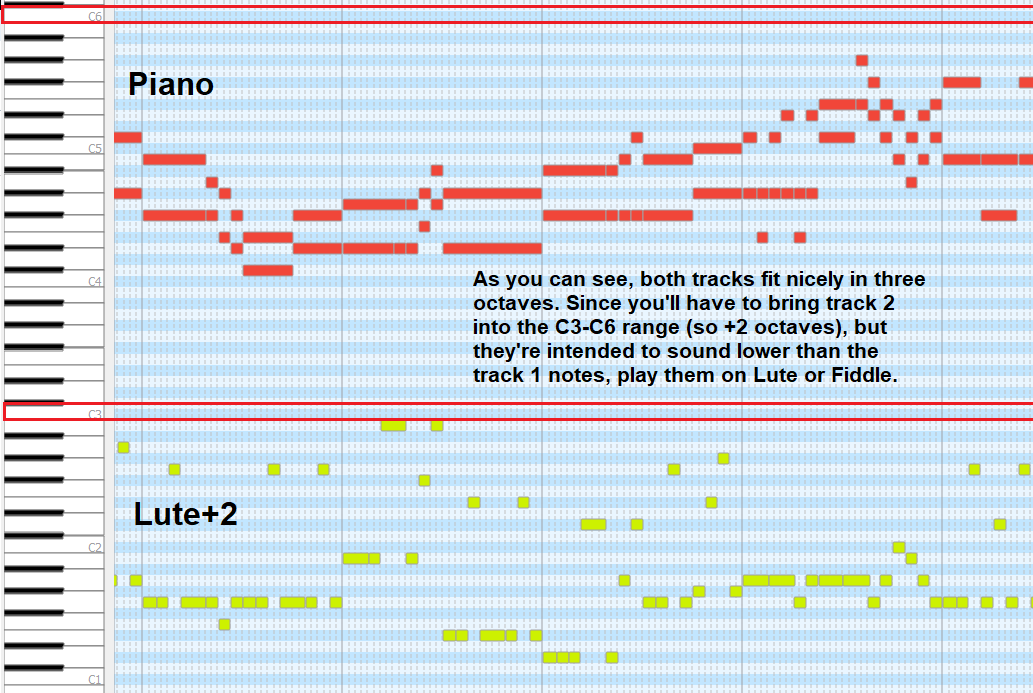 C6
Piano
C5
C4
As you can see, both tracks fit nicely in three
octaves. Since you'll have to bring track 2
into the C3-C6 range (so +2 octaves), but
they're intended to sound lower than the
track 1 notes, play them on Lute or Fiddle.
C3
Lute+2
C2
C1